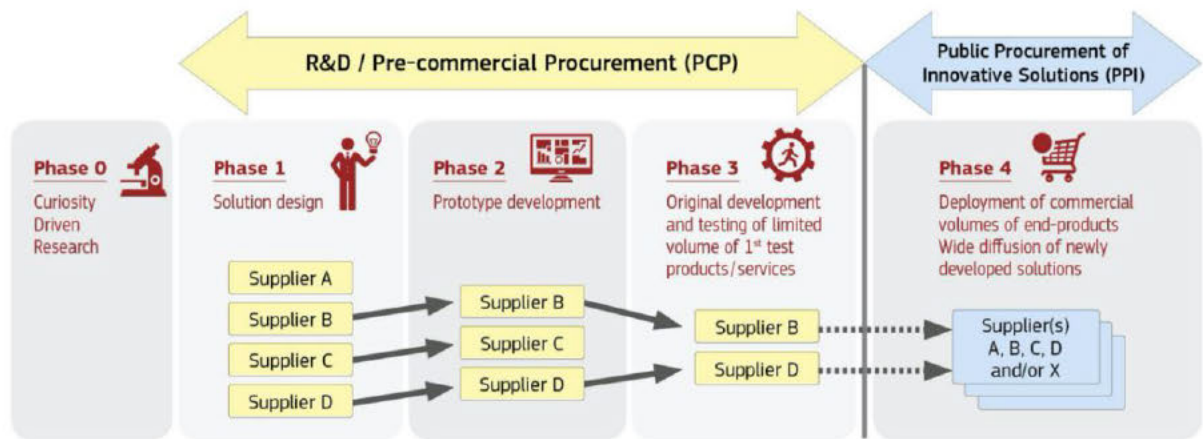 R&D / Pre-commercial Procurement (PCP)
Public Procurement of
Innovative Solutions (PPI)
Phase 0
Curiosity
Driven
Research
Phase 1
Solution design
Supplier A
Supplier B
Supplier C
Supplier D
Phase 2
Prototype development
Supplier B
Supplier C
Supplier D
Phase 3
Original development
and testing of limited
volume of 1st test
products/services
Supplier B
Supplier D
Phase 4
Deployment of commercial
volumes of end-products
Wide diffusion of newly
developed solutions
Supplier(s)
A, B, C, D
and/or X